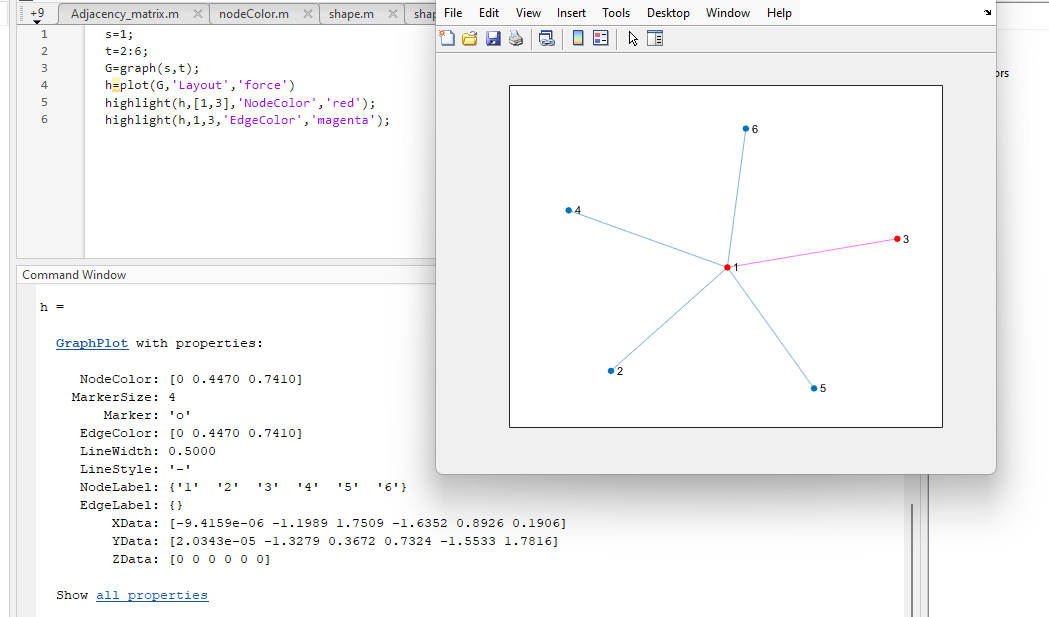 +9 Adjacency_matrix.m nodeColor.m shape.m shap
1 s=1;
2 t=2:6;
3 G=graph(s,t);
4 h=plot(G,'Layout','force')
5 highlight(h,[1,3],'NodeColor','red');
6 highlight(h,1,3,'EdgeColor','magenta');
File Edit View Insert Tools Desktop Window Help
ors
6
4
3
1
2
5
Command Window
h =
GraphPlot with properties:
NodeColor: [0 0.4470 0.7410]
MarkerSize: 4
Marker: 'o'
EdgeColor: [0 0.4470 0.7410]
LineWidth: 0.5000
LineStyle: '-'
NodeLabel: {'1' '2' '3' '4' '5' '6'}
EdgeLabel: {}
XData: [-9.4159e-06 -1.1989 1.7509 -1.6352 0.8926 0.1906]
YData: [2.0343e-05 -1.3279 0.3672 0.7324 -1.5533 1.7816]
ZData: [0 0 0 0 0 0]
Show all properties